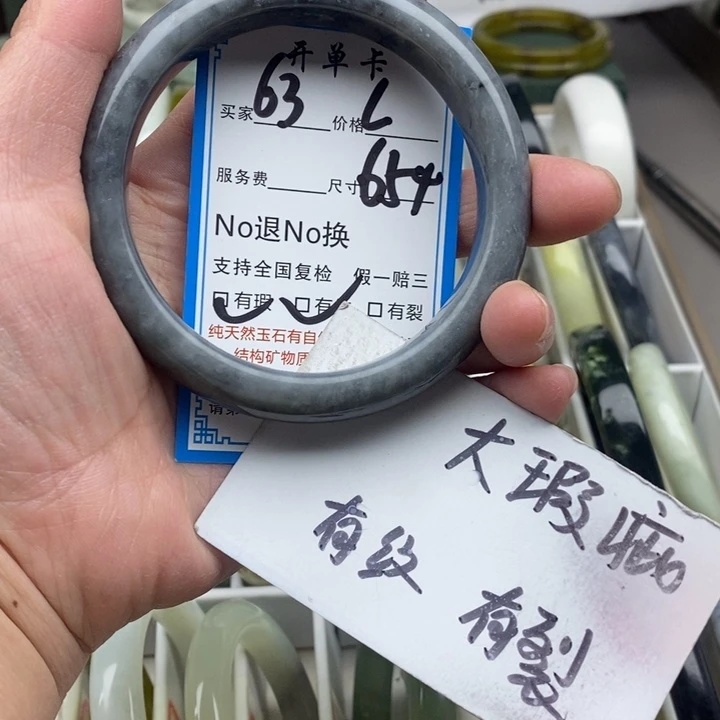 开单卡
买家 63 价格 L
服务费 尺寸 654
No退No换
支持全国复检 假一赔三
口有瑕 口有 口有裂
纯天然玉石有自
结构矿物质
请
大瑕疵
有纹
有裂